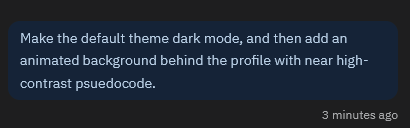 Make the default theme dark mode, and then add an
animated background behind the profile with near high-
contrast psuedocode.
3 minutes ago